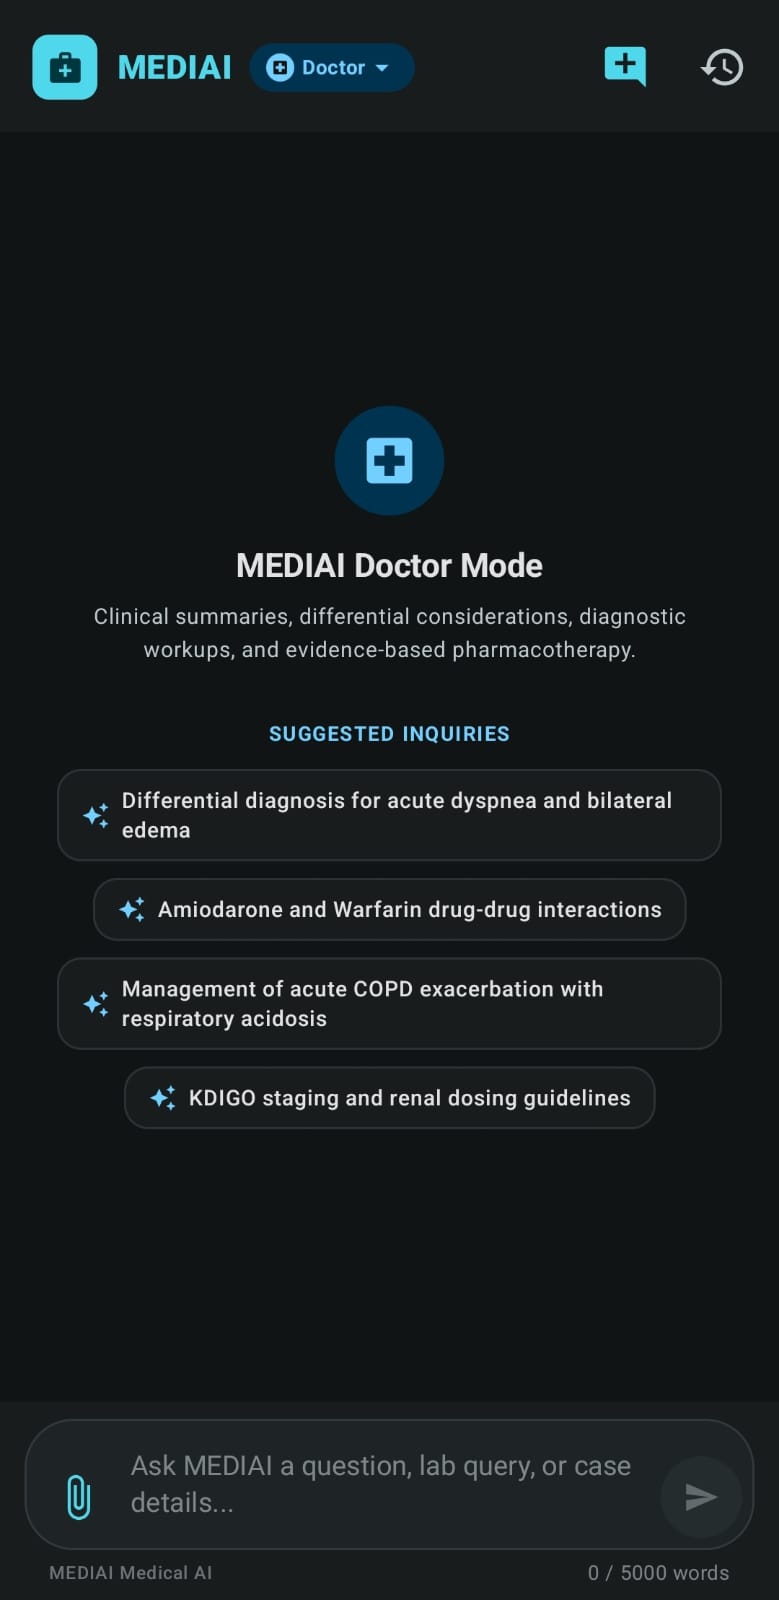 MEDIAI
Doctor
MEDIAI Doctor Mode
Clinical summaries, differential considerations, diagnostic
workups, and evidence-based pharmacotherapy.
SUGGESTED INQUIRIES
Differential diagnosis for acute dyspnea and bilateral
edema
Amiodarone and Warfarin drug-drug interactions
Management of acute COPD exacerbation with
respiratory acidosis
KDIGO staging and renal dosing guidelines
Ask MEDIAI a question, lab query, or case
details...
MEDIAI Medical AI
0 / 5000 words